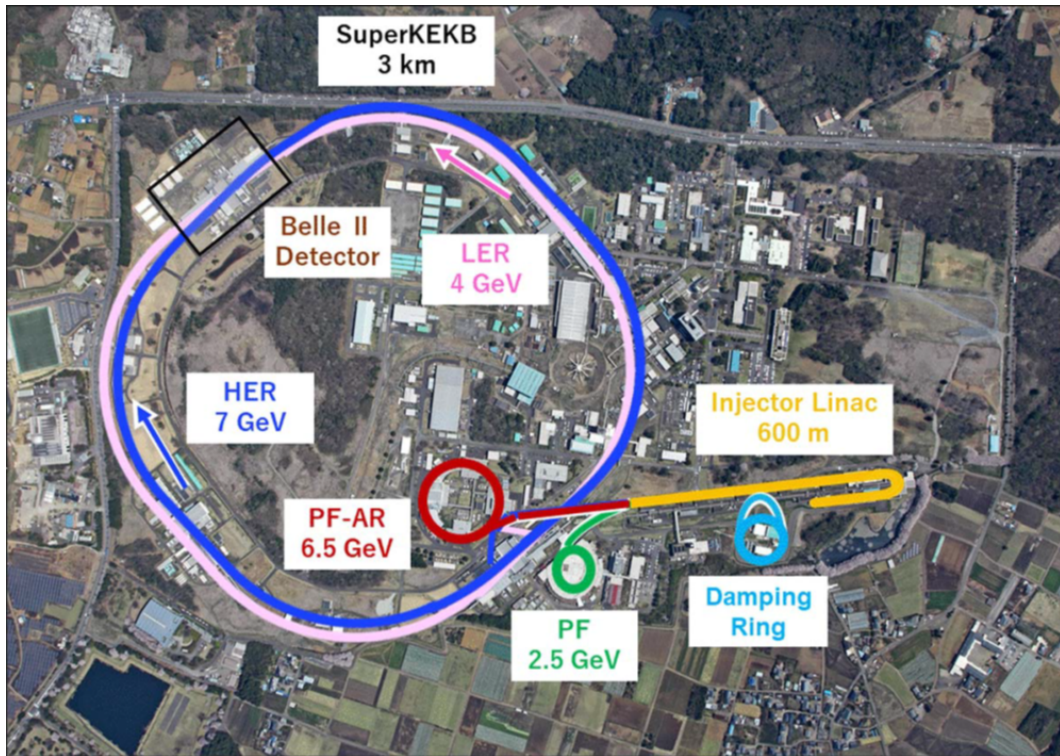 SuperKEKB
3 km
Belle II
Detector
LER
4 GeV
HER
7 GeV
Injector Linac
600 m
PF-AR
6.5 GeV
Damping
Ring
PF
2.5 GeV